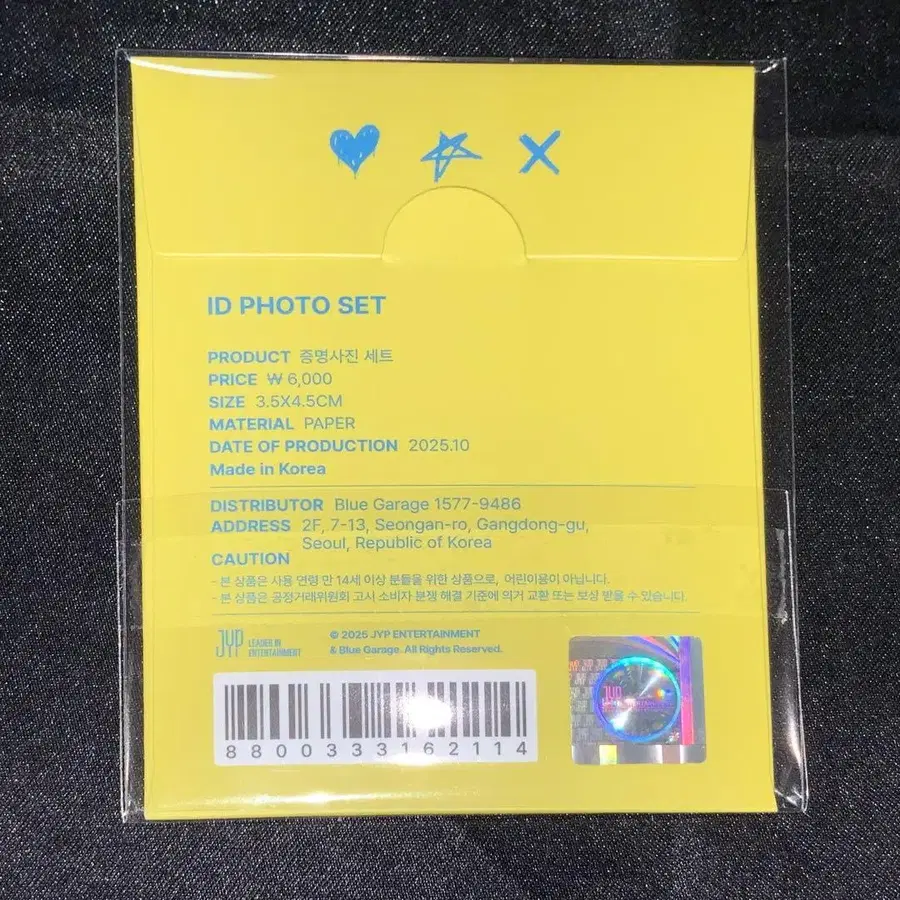 ID PHOTO SET
PRODUCT 증명사진 세트
PRICE ₩ 6,000
SIZE 3.5X4.5CM
MATERIAL PAPER
DATE OF PRODUCTION 2025.10
Made in Korea
DISTRIBUTOR Blue Garage 1577-9486
ADDRESS 2F, 7-13, Seongan-ro, Gangdong-gu,
Seoul, Republic of Korea
CAUTION
- 본 상품은 사용 연령 만 14세 이상 분들을 위한 상품으로, 어린이용이 아닙니다.
- 본 상품은 공정거래위원회 고시 소비자 분쟁 해결 기준에 의거 교환 또는 보상 받을 수 있습니다.
JYP LEADER IN
ENTERTAINMENT
© 2025 JYP ENTERTAINMENT
& Blue Garage. All Rights Reserved.
8800333162114
JYP